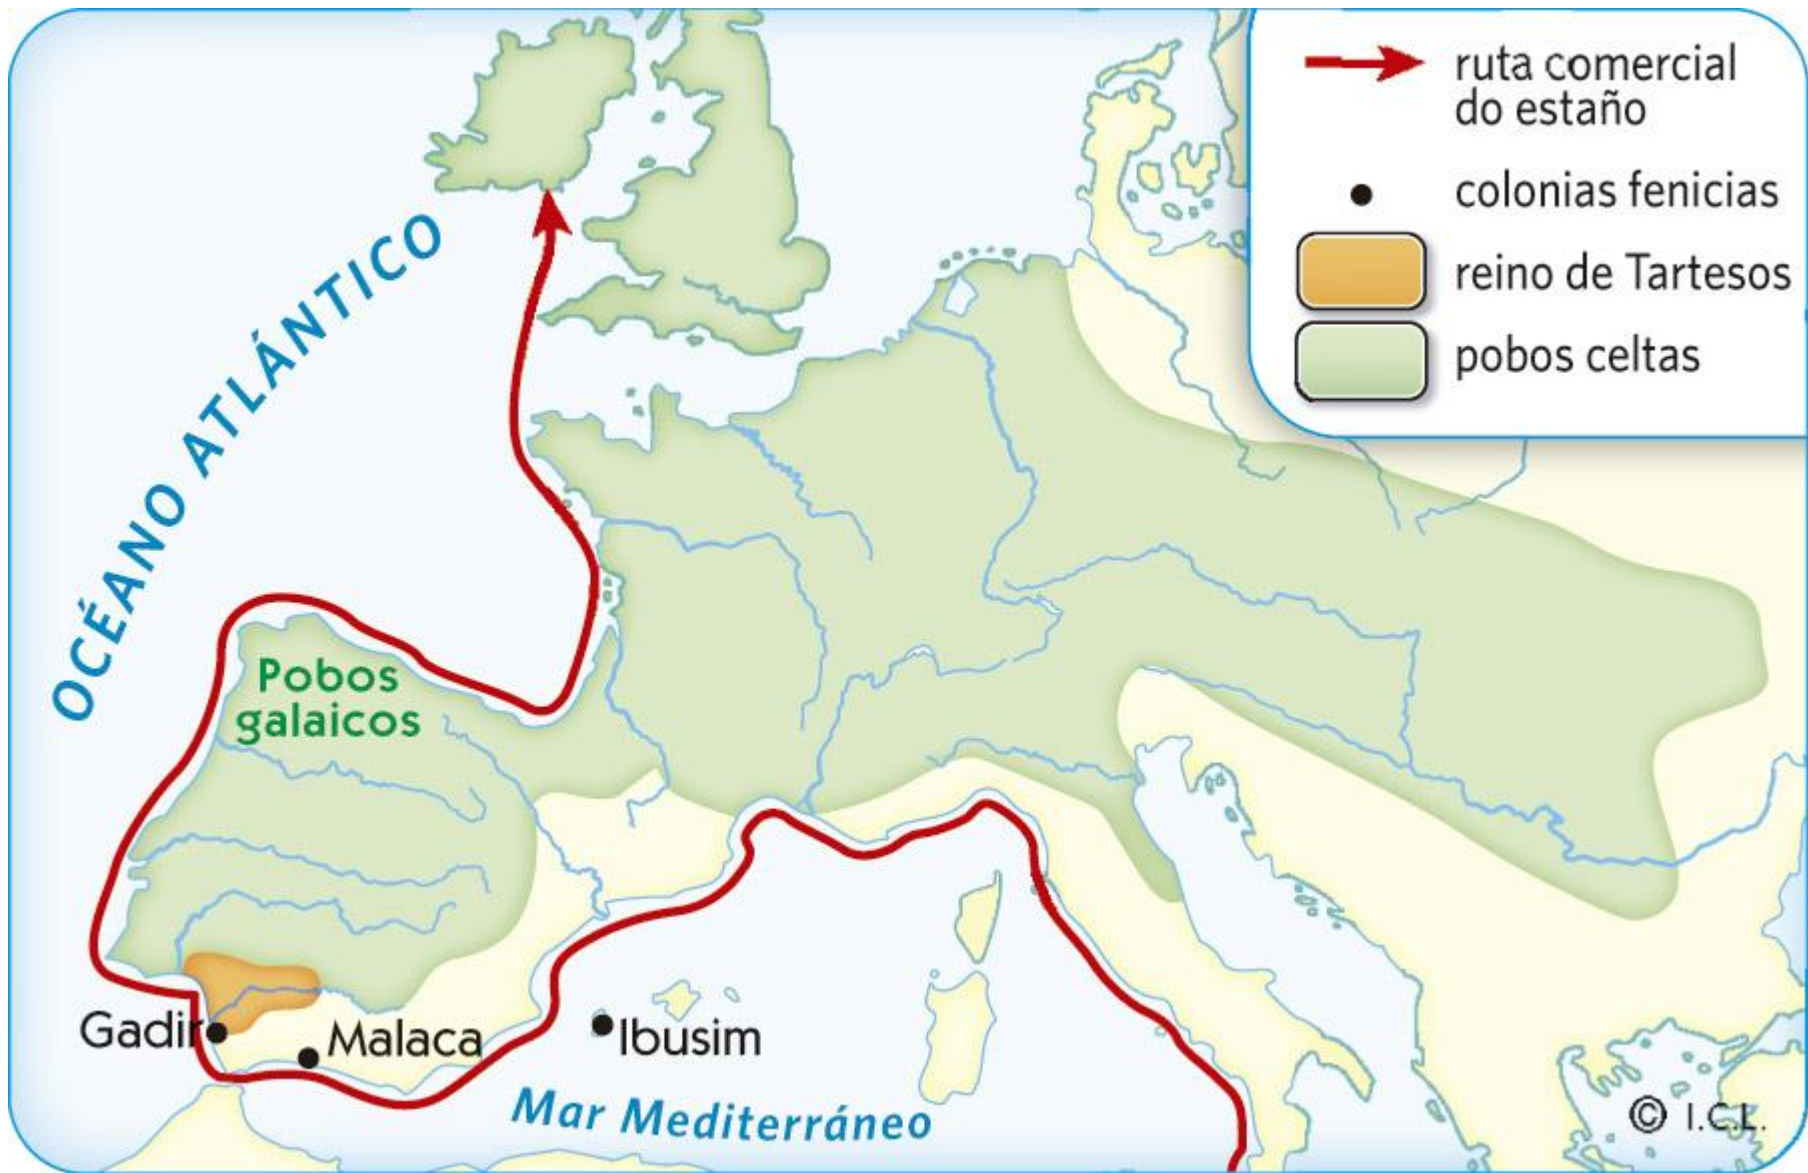 ruta comercial
do estaño
colonias fenicias
reino de Tartesos
pobos celtas
OCÉANO ATLÁNTICO
Pobos
galaicos
Gadir
Malaca
Ibusim
Mar Mediterráneo
© I.C.L.